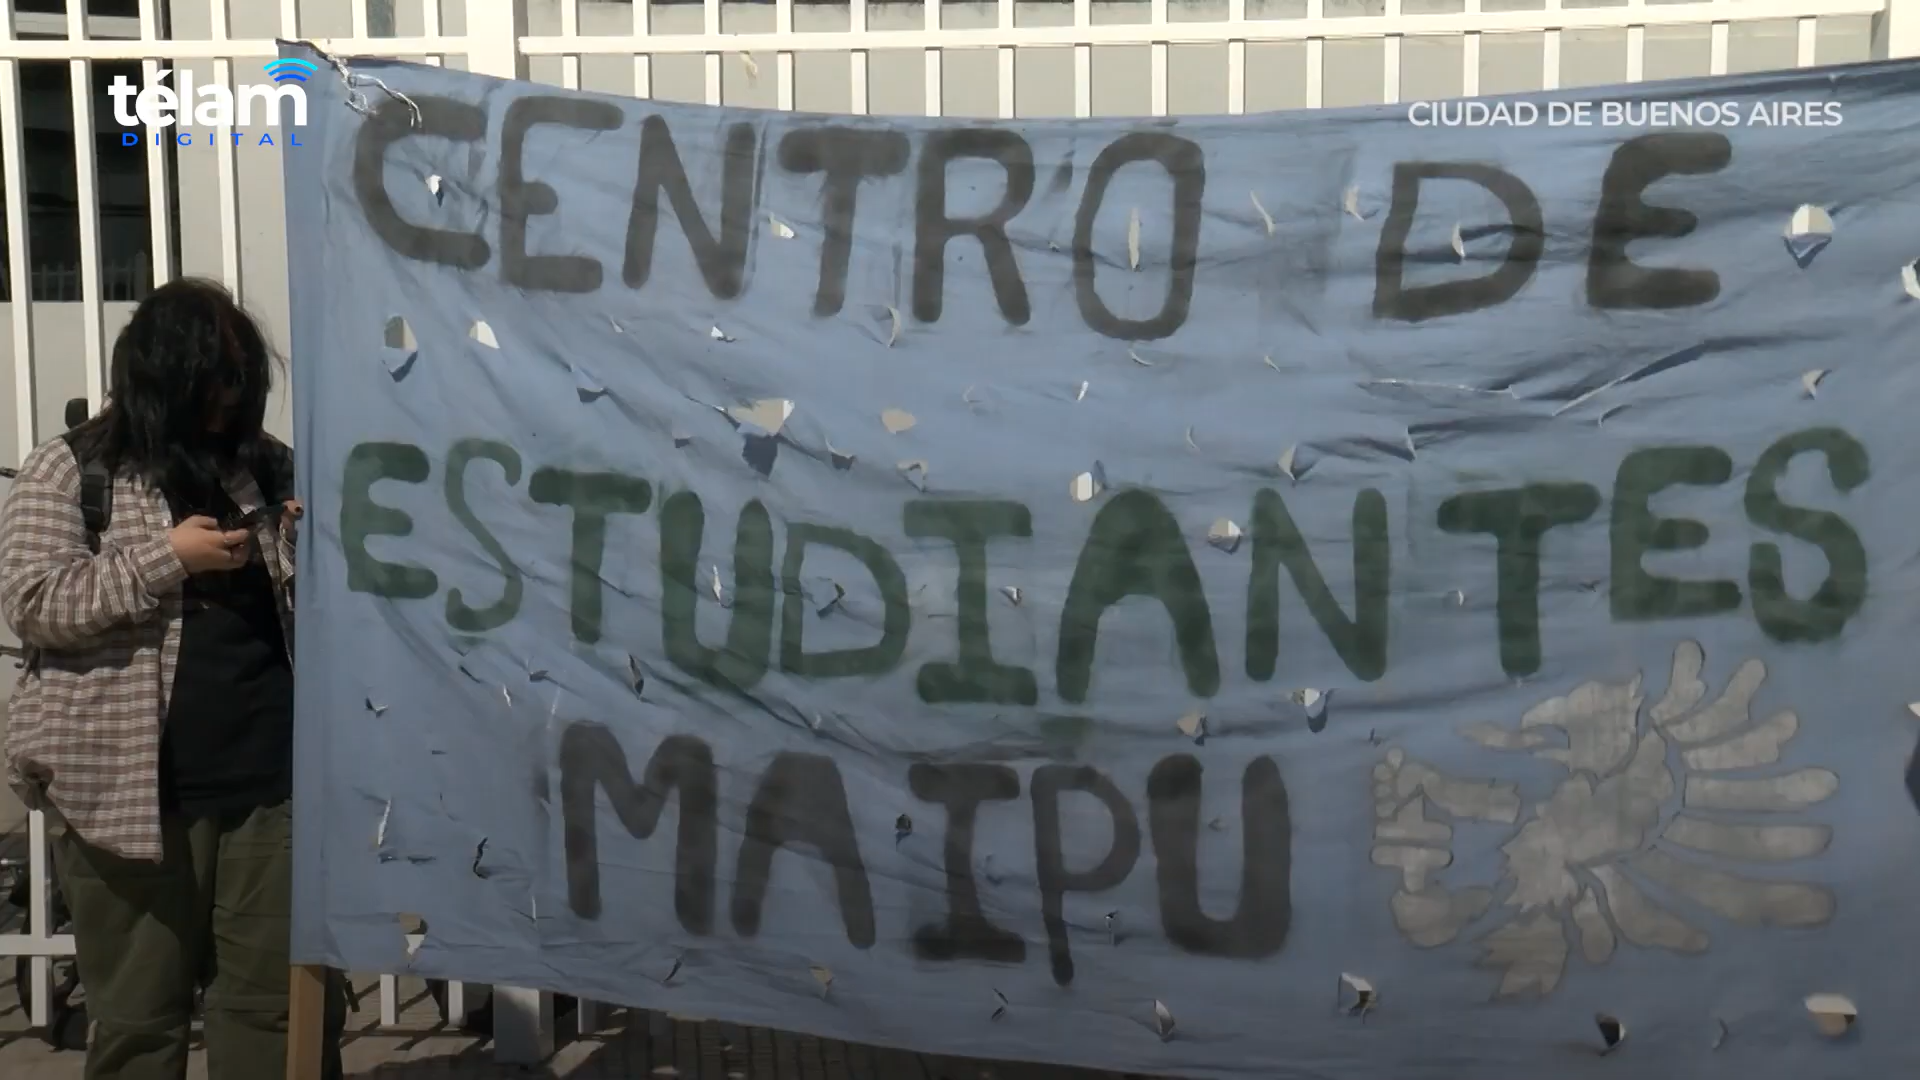 télam
DIGITAL
CIUDAD DE BUENOS AIRES
CENTRO DE
ESTUDIANTES
MAIPU